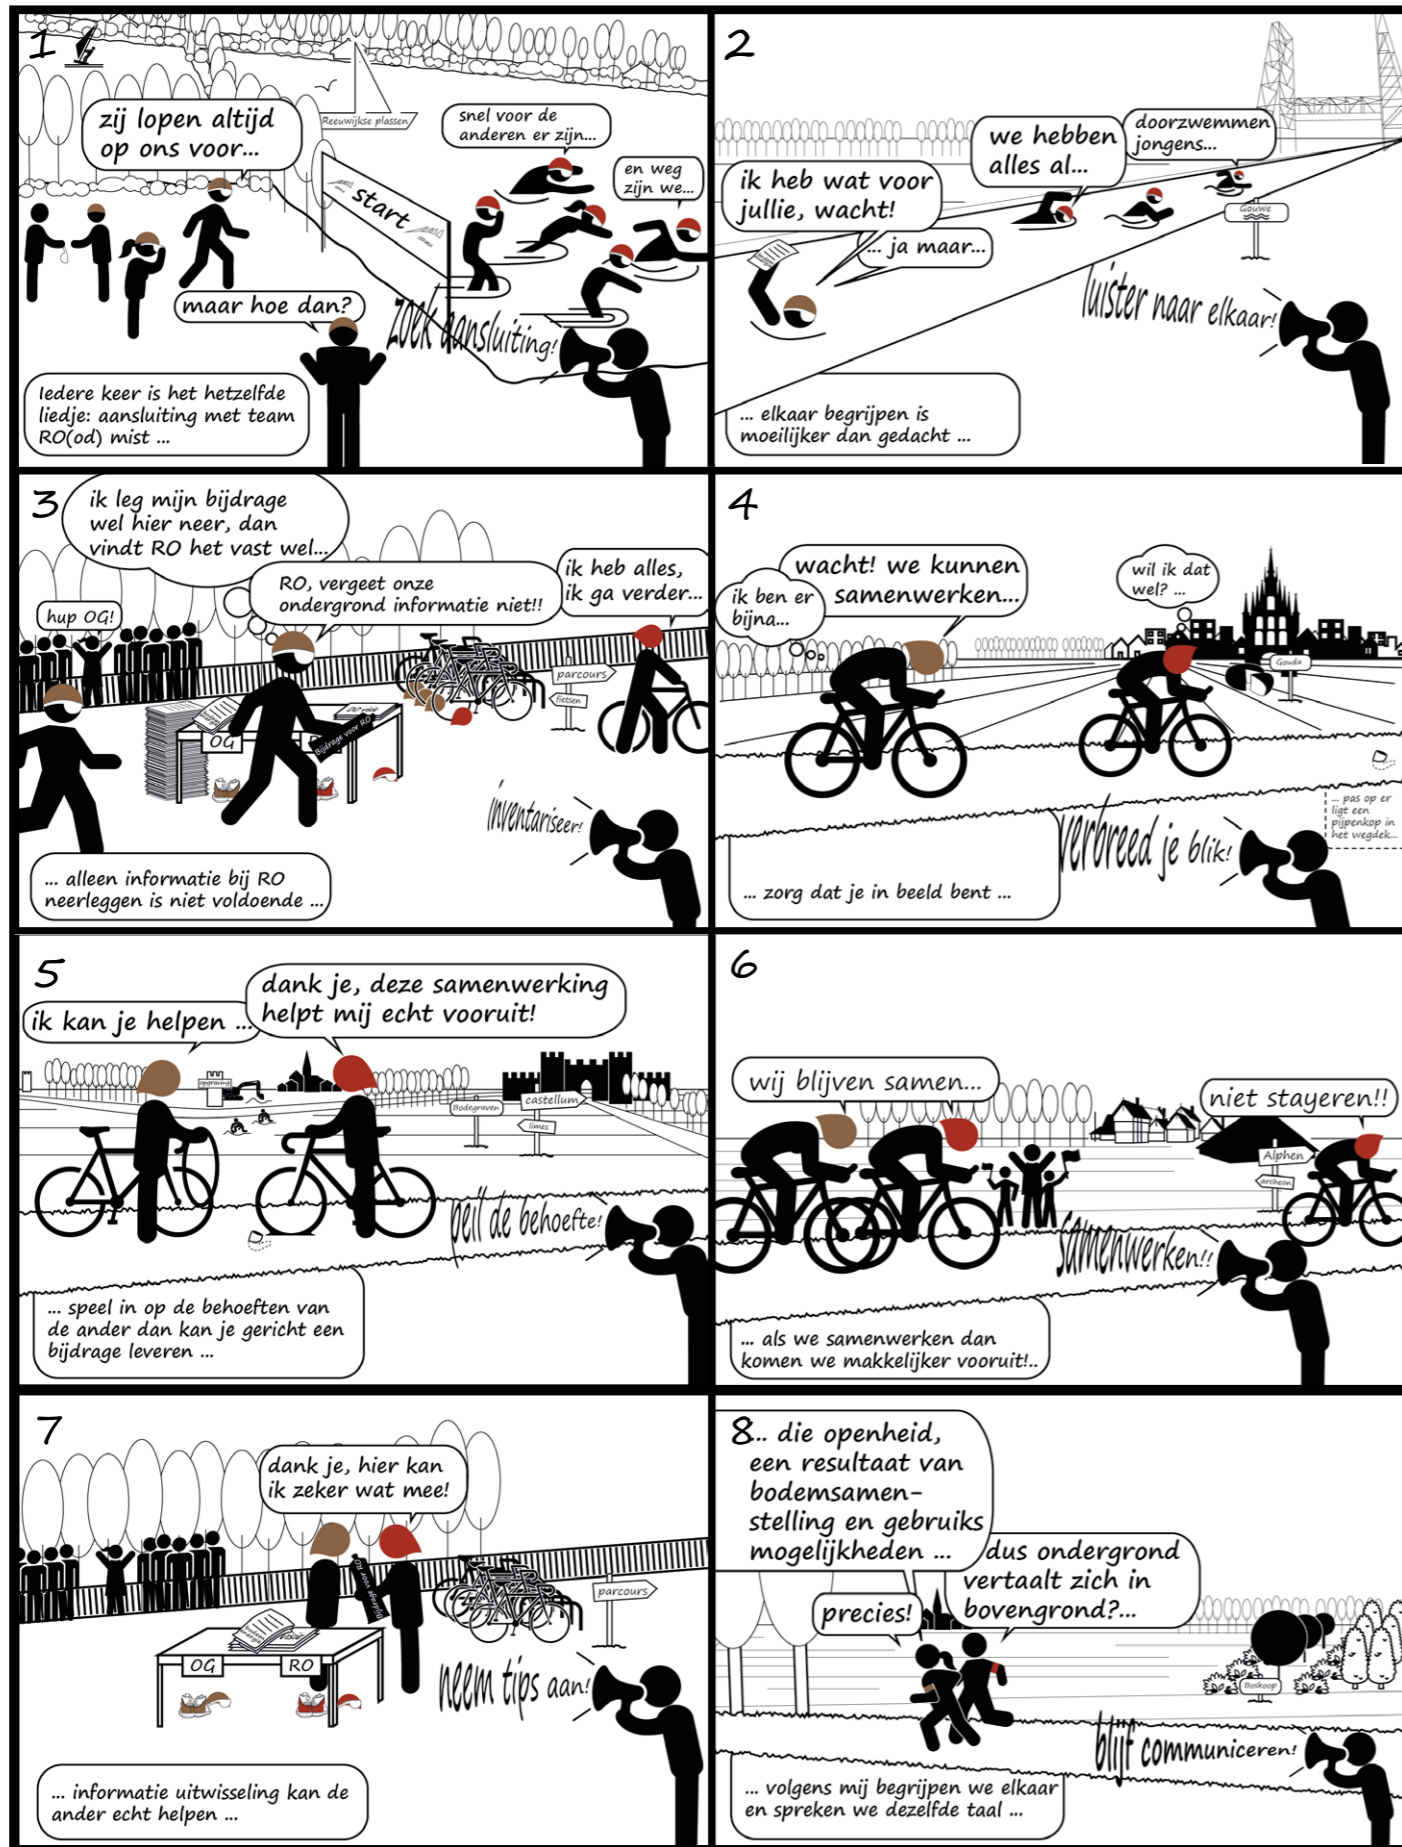 1
zij lopen altijd
op ons voor...
Reeuwijkse plassen
snel voor de
anderen er zijn...
en weg
zijn we...
start
maar hoe dan?
zoek aansluiting!
Iedere keer is het hetzelfde
liedje: aansluiting met team
RO(od) mist ...
2
we hebben
alles al...
doorzwemmen
jongens...
ik heb wat voor
jullie, wacht!
... ja maar...
Gouwe
luister naar elkaar!
... elkaar begrijpen is
moeilijker dan gedacht ...
3
ik leg mijn bijdrage
wel hier neer, dan
vindt RO het vast wel...
RO, vergeet onze
ondergrond informatie niet!!
ik heb alles,
ik ga verder...
hup OG!
parcours
fietsen
OG
Bijdrage voor RO
inventariseer!
... alleen informatie bij RO
neerleggen is niet voldoende ...
4
wacht! we kunnen
samenwerken...
ik ben er
bijna...
wil ik dat
wel? ...
Gouda
... pas op er
ligt een
pijpenkop in
het wegdek...
verbreed je blik!
... zorg dat je in beeld bent ...
5
dank je, deze samenwerking
helpt mij echt vooruit!
ik kan je helpen ...
opgraving
Bodegraven
castellum
limes
peil de behoefte!
... speel in op de behoeften van
de ander dan kan je gericht een
bijdrage leveren ...
6
wij blijven samen...
niet stayeren!!
Alphen
archeon
samenwerken!!
... als we samenwerken dan
komen we makkelijker vooruit!..
7
dank je, hier kan
ik zeker wat mee!
Bijdrage voor RO
parcours
OG
RO
neem tips aan!
... informatie uitwisseling kan de
ander echt helpen ...
8
... die openheid,
een resultaat van
bodemsamen-
stelling en gebruiks
mogelijkheden ...
dus ondergrond
vertaalt zich in
bovengrond?...
precies!
Boskoop
blijf communiceren!
... volgens mij begrijpen we elkaar
en spreken we dezelfde taal ...